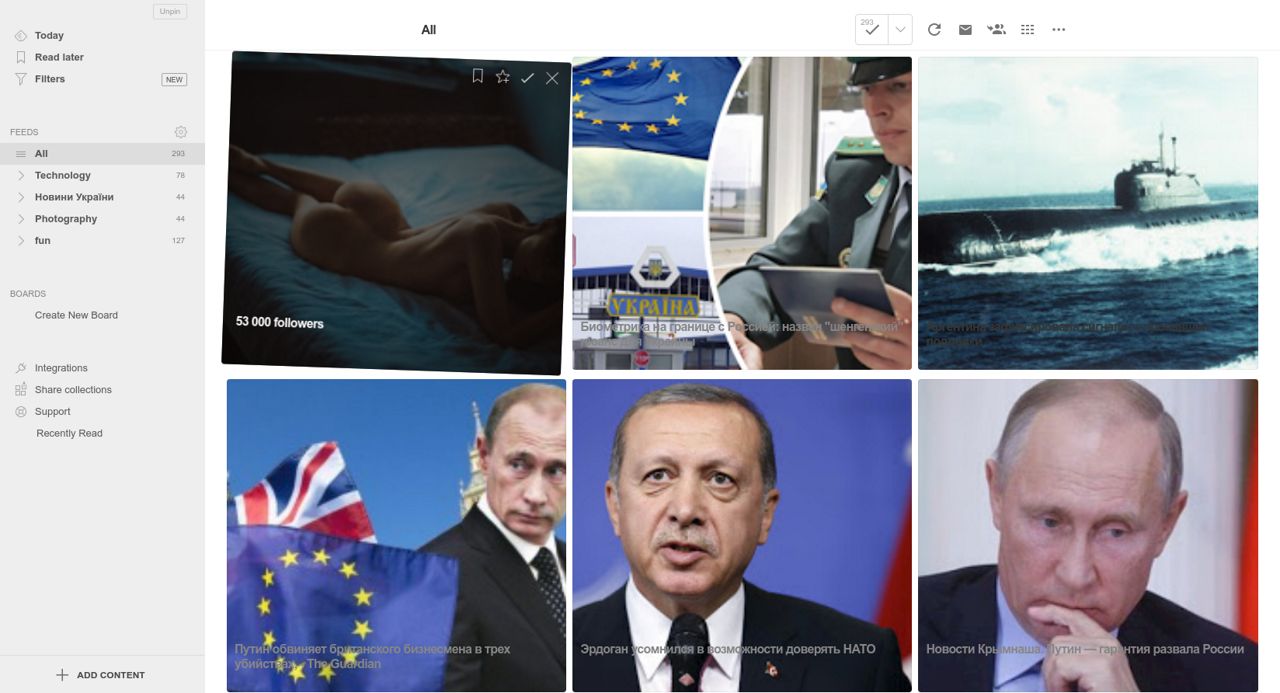 Unpin
Today
Read later
Filters
NEW
FEEDS
All
293
Technology
78
Новини України
44
Photography
44
fun
127
BOARDS
Create New Board
Integrations
Share collections
Support
Recently Read
ADD CONTENT
All
293
53 000 followers
УКРАЇНА
STOP
Биометрика на границе с Россией: назван "шенгенский"
Путин обвиняет британского бизнесмена в трех
убийствах - The Guardian
Эрдоган усомнился в возможности доверять НАТО
Новости Крымнаша. Путин — гарантия развала России